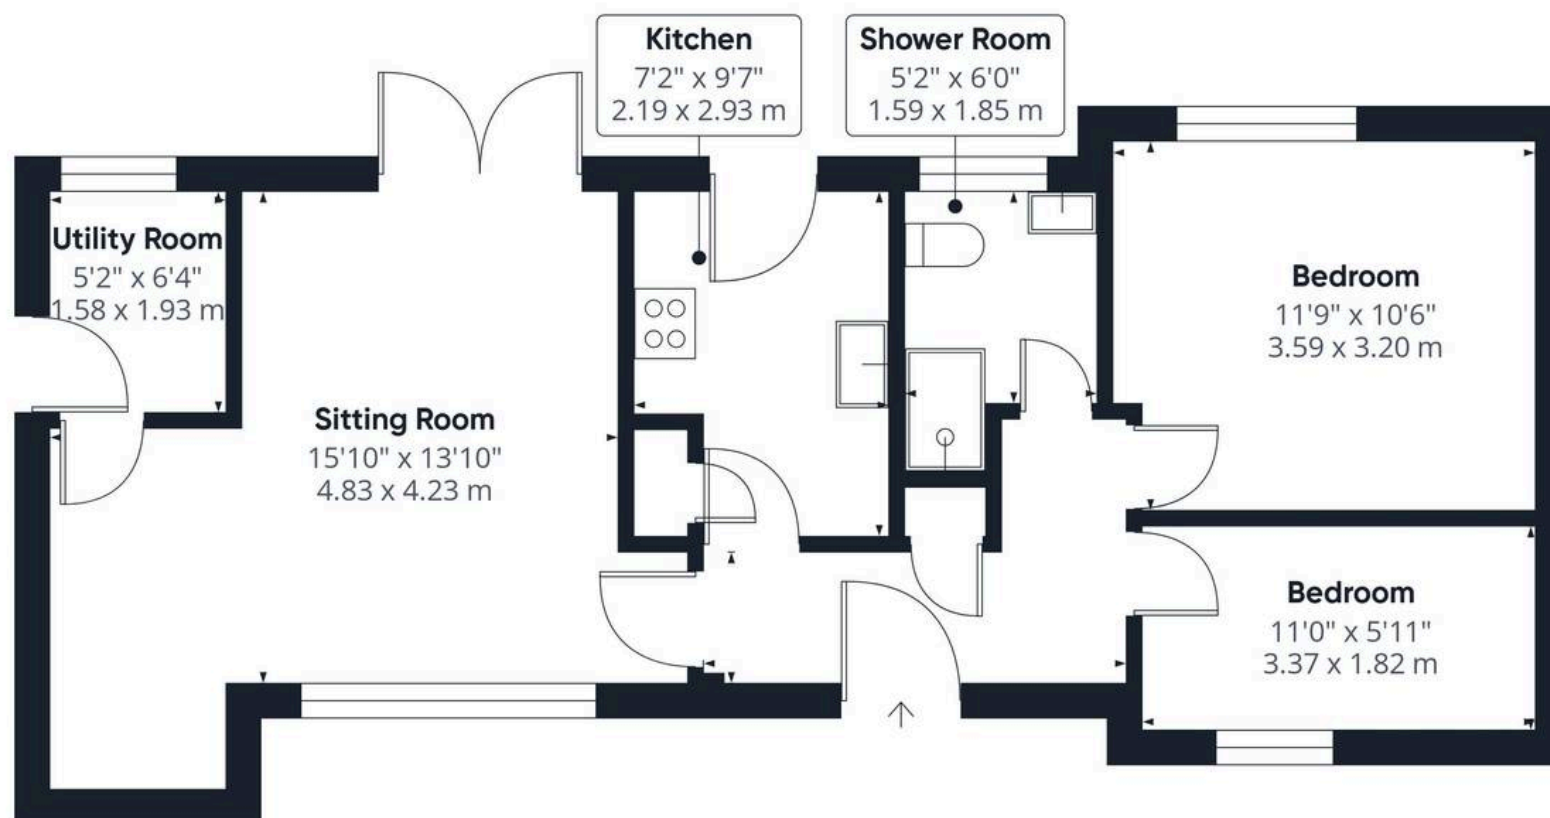 Kitchen
7'2" x 9'7"
2.19 x 2.93 m
Shower Room
5'2" x 6'0"
1.59 x 1.85 m
Utility Room
5'2" x 6'4"
1.58 x 1.93 m
Sitting Room
15'10" x 13'10"
4.83 x 4.23 m
Bedroom
11'9" x 10'6"
3.59 x 3.20 m
Bedroom
11'0" x 5'11"
3.37 x 1.82 m